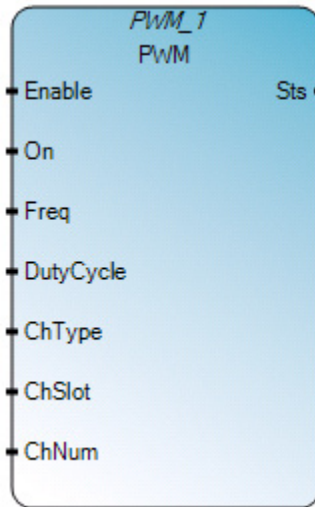 PWM_1
PWM
Enable Sts
On
Freq
DutyCycle
ChType
ChSlot
ChNum